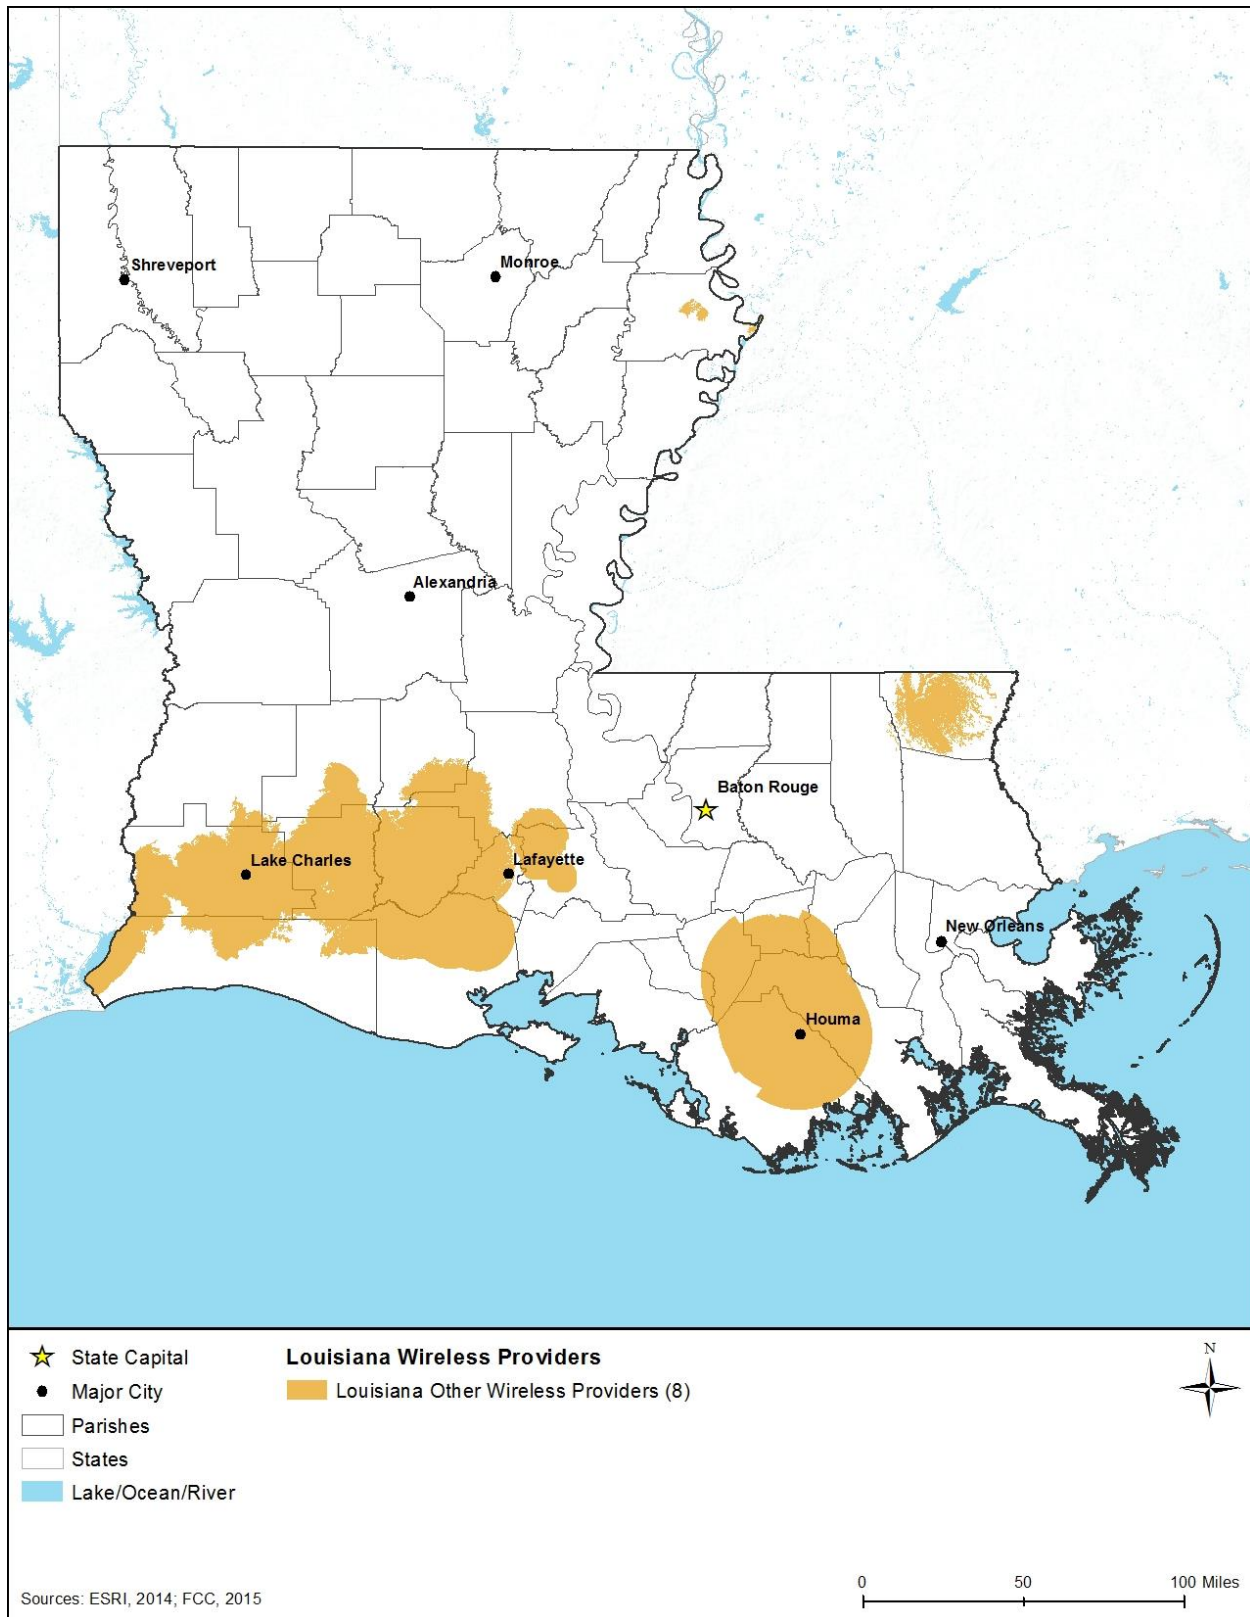 Shreveport
Monroe
Alexandria
Baton Rouge
Lake Charles
Lafayette
New Orleans
Houma
State Capital
Major City
Parishes
States
Lake/Ocean/River
Louisiana Wireless Providers
Louisiana Other Wireless Providers (8)
N
Sources: ESRI, 2014; FCC, 2015
0 50 100 Miles